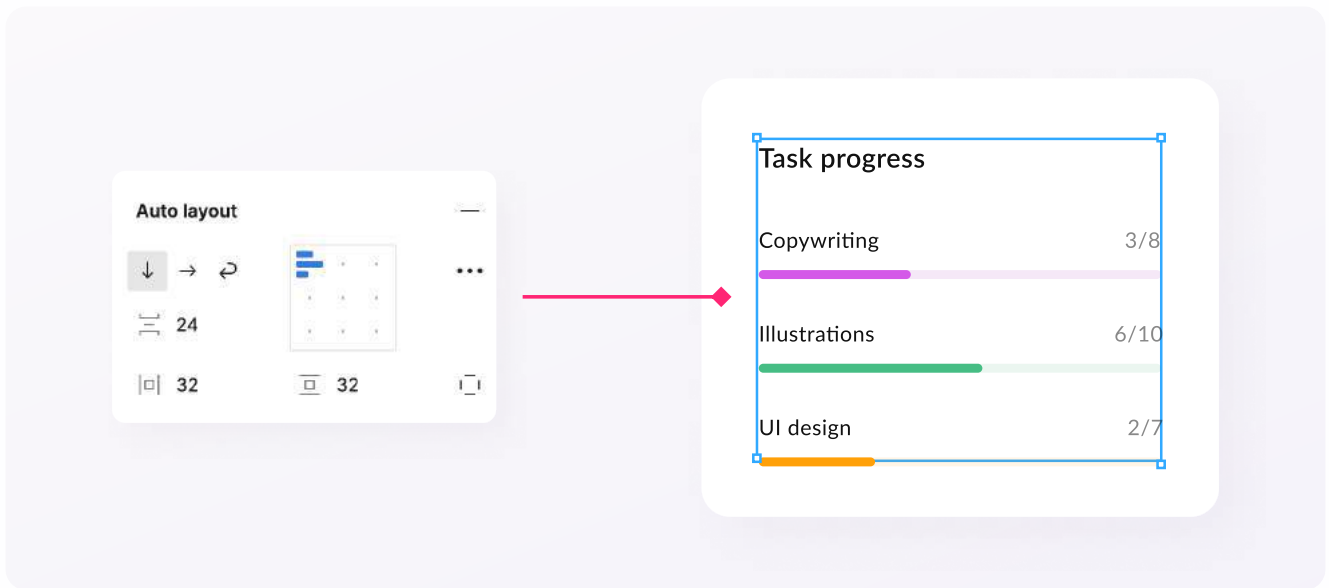 Auto layout
24
32
32
Task progress
Copywriting 3/8
Illustrations 6/10
UI design 2/7